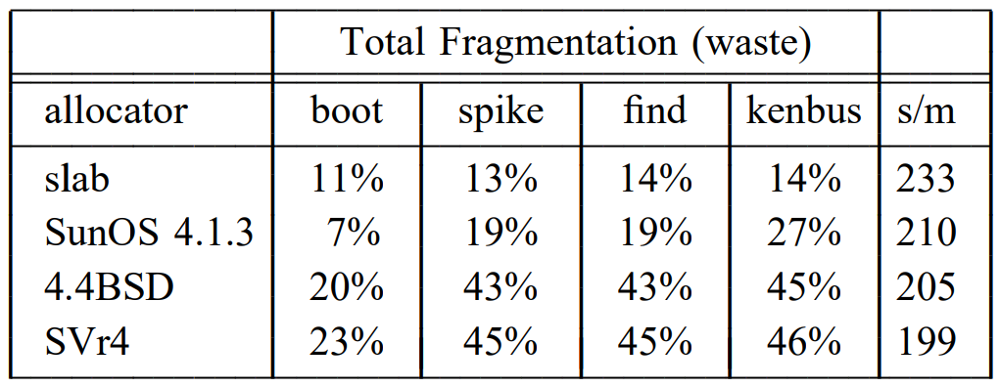 Total Fragmentation (waste)
allocator boot spike find kenbus s/m
slab 11% 13% 14% 14% 233
SunOS 4.1.3 7% 19% 19% 27% 210
4.4BSD 20% 43% 43% 45% 205
SVr4 23% 45% 45% 46% 199